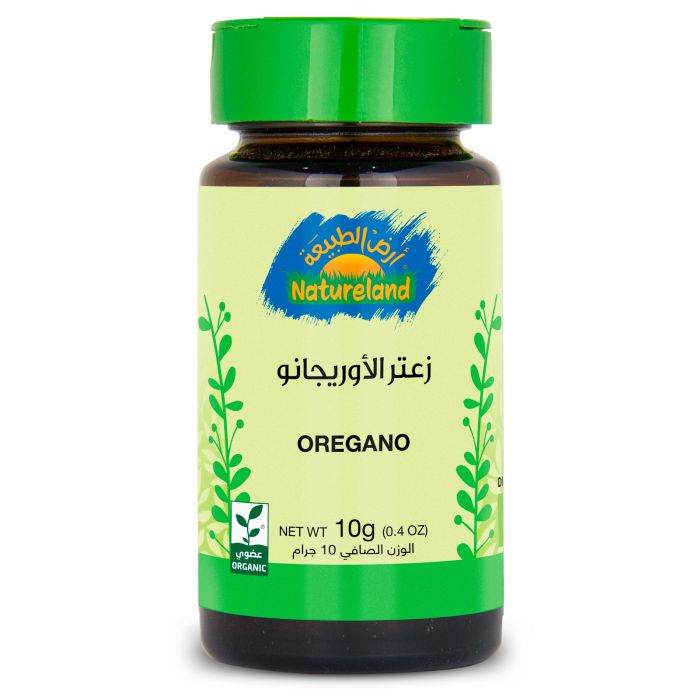 أرض الطبيعة
Natureland
زعتر الأوريجانو
OREGANO
NET WT 10g (0.4 OZ)
الوزن الصافي 10 جرام
عضوي
ORGANIC